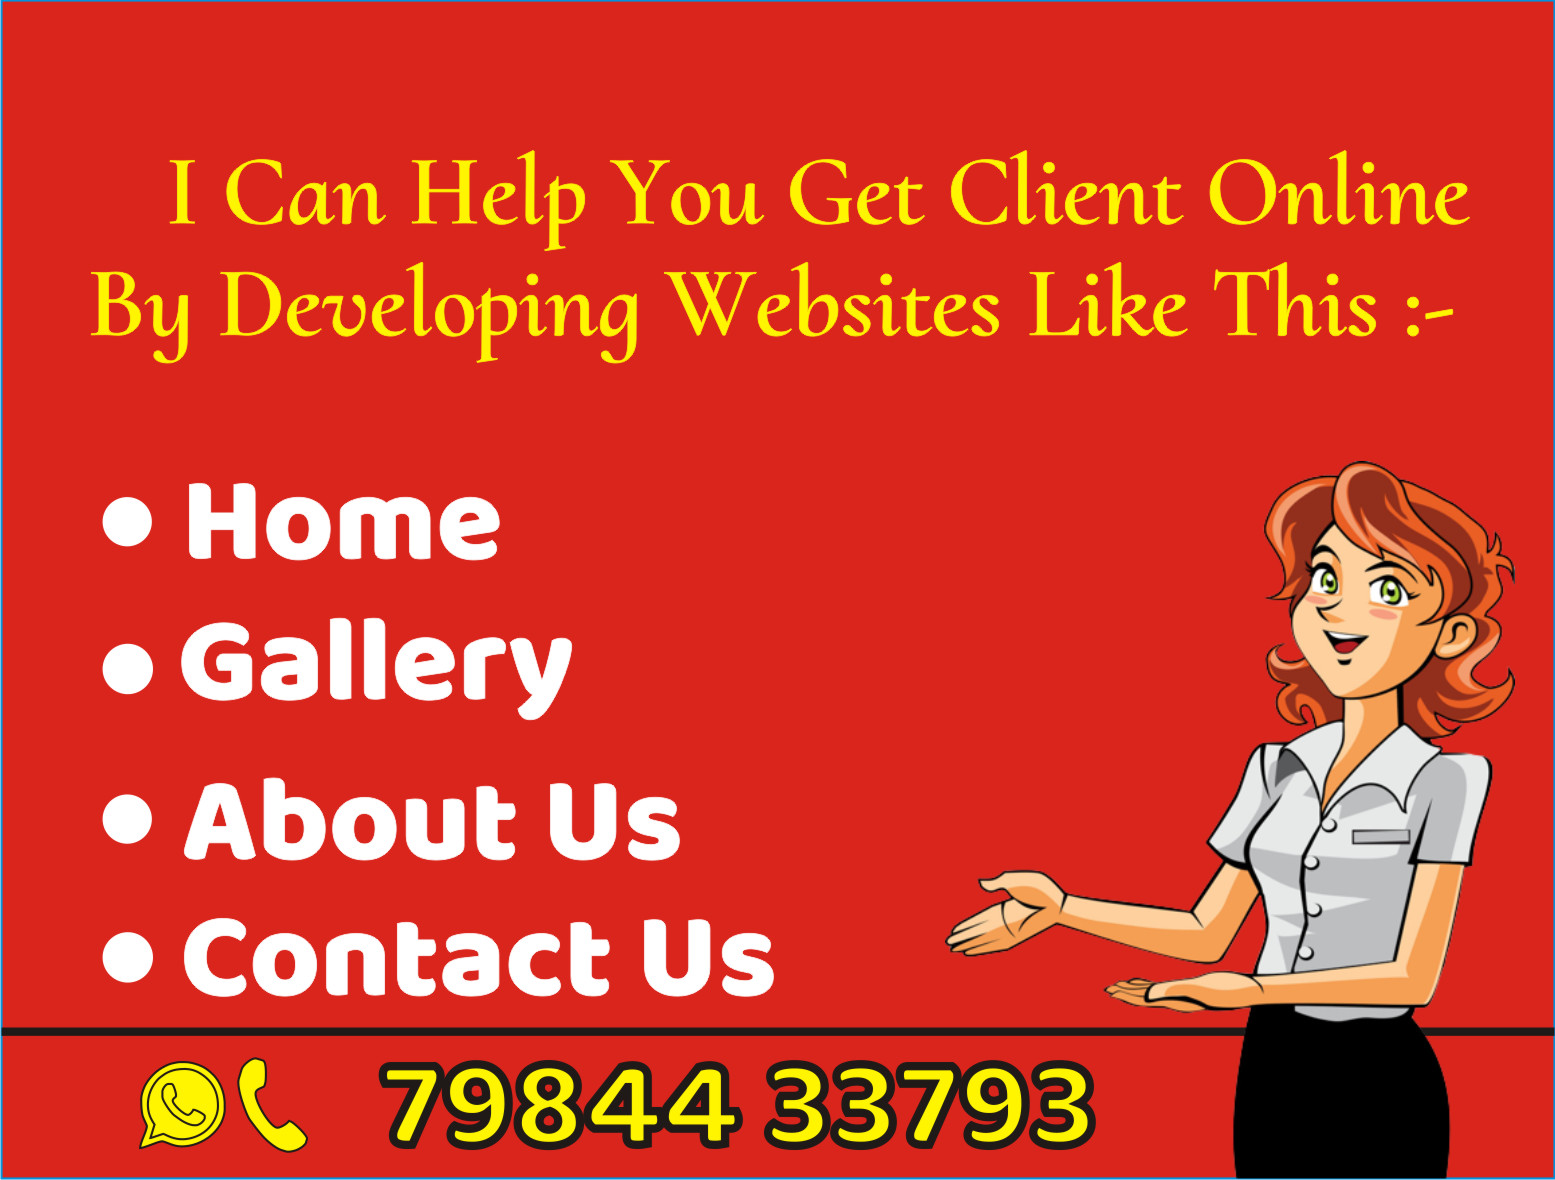 I Can Help You Get Client Online
By Developing Websites Like This :-
• Home
• Gallery
• About Us
• Contact Us
79844 33793